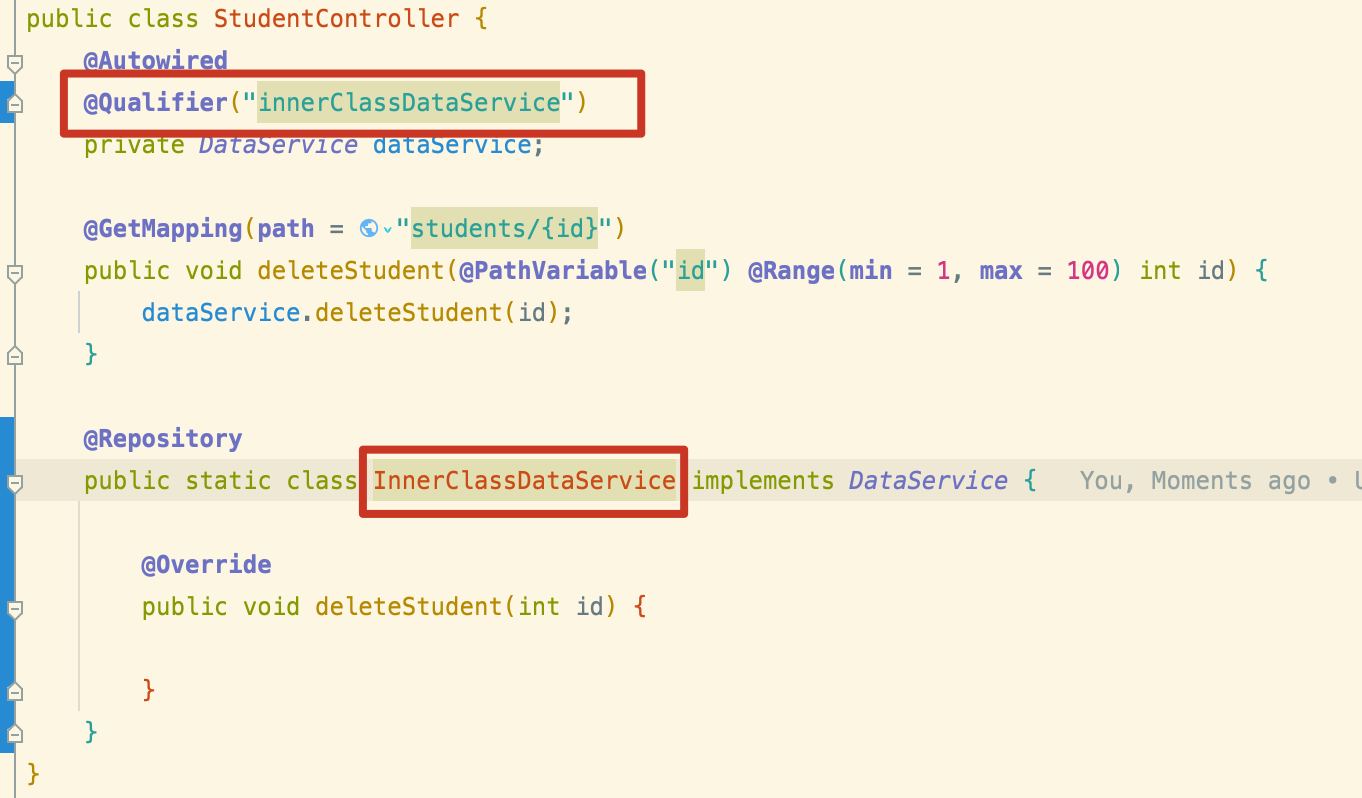 public class StudentController {
@Autowired
@Qualifier("innerClassDataService")
private DataService dataService;
@GetMapping(path = "students/{id}")
public void deleteStudent(@PathVariable("id") @Range(min = 1, max = 100) int id) {
dataService.deleteStudent(id);
}
@Repository
public static class InnerClassDataService implements DataService { You, Moments ago •
@Override
public void deleteStudent(int id) {
}
}
}